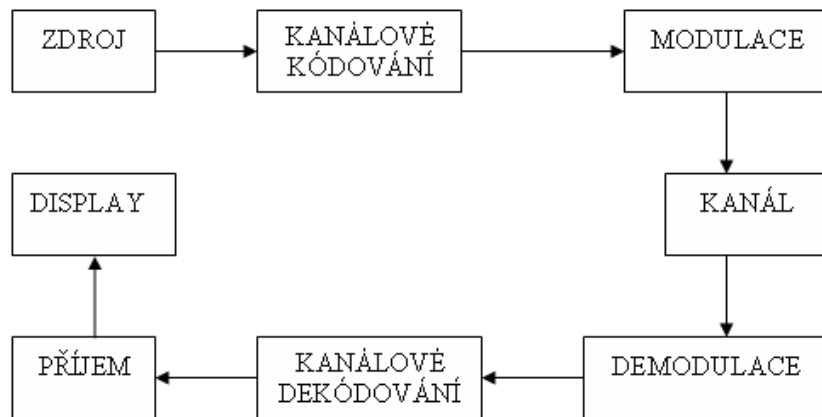 ZDROJ
KANÁLOVÉ
KÓDOVÁNÍ
MODULACE
DISPLAY
KANÁL
PŘÍJEM
KANÁLOVÉ
DEKÓDOVÁNÍ
DEMODULACE